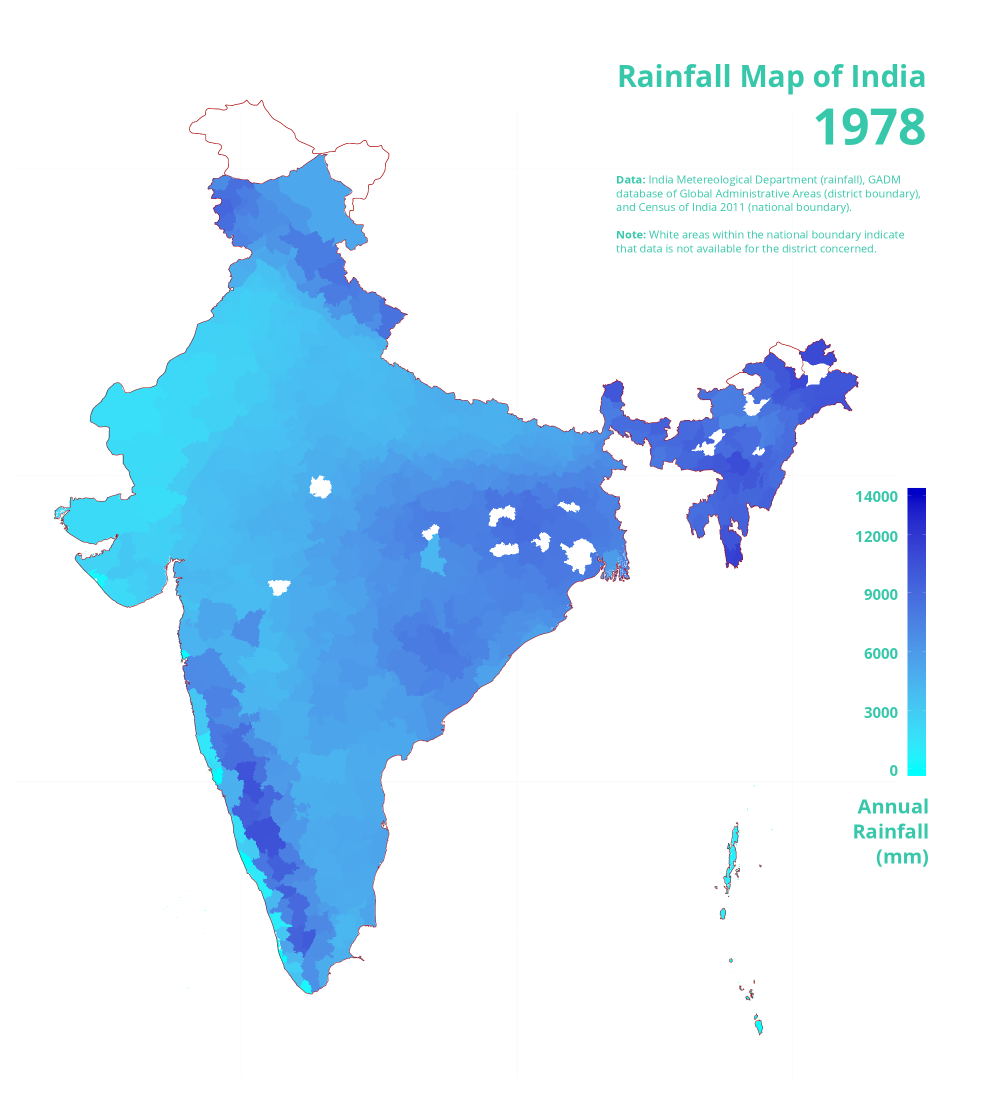 Rainfall Map of India
1978
Data: India Metereological Department (rainfall), GADM
database of Global Administrative Areas (district boundary),
and Census of India 2011 (national boundary).
Note: White areas within the national boundary indicate
that data is not available for the district concerned.
14000
12000
9000
6000
3000
0
Annual
Rainfall
(mm)